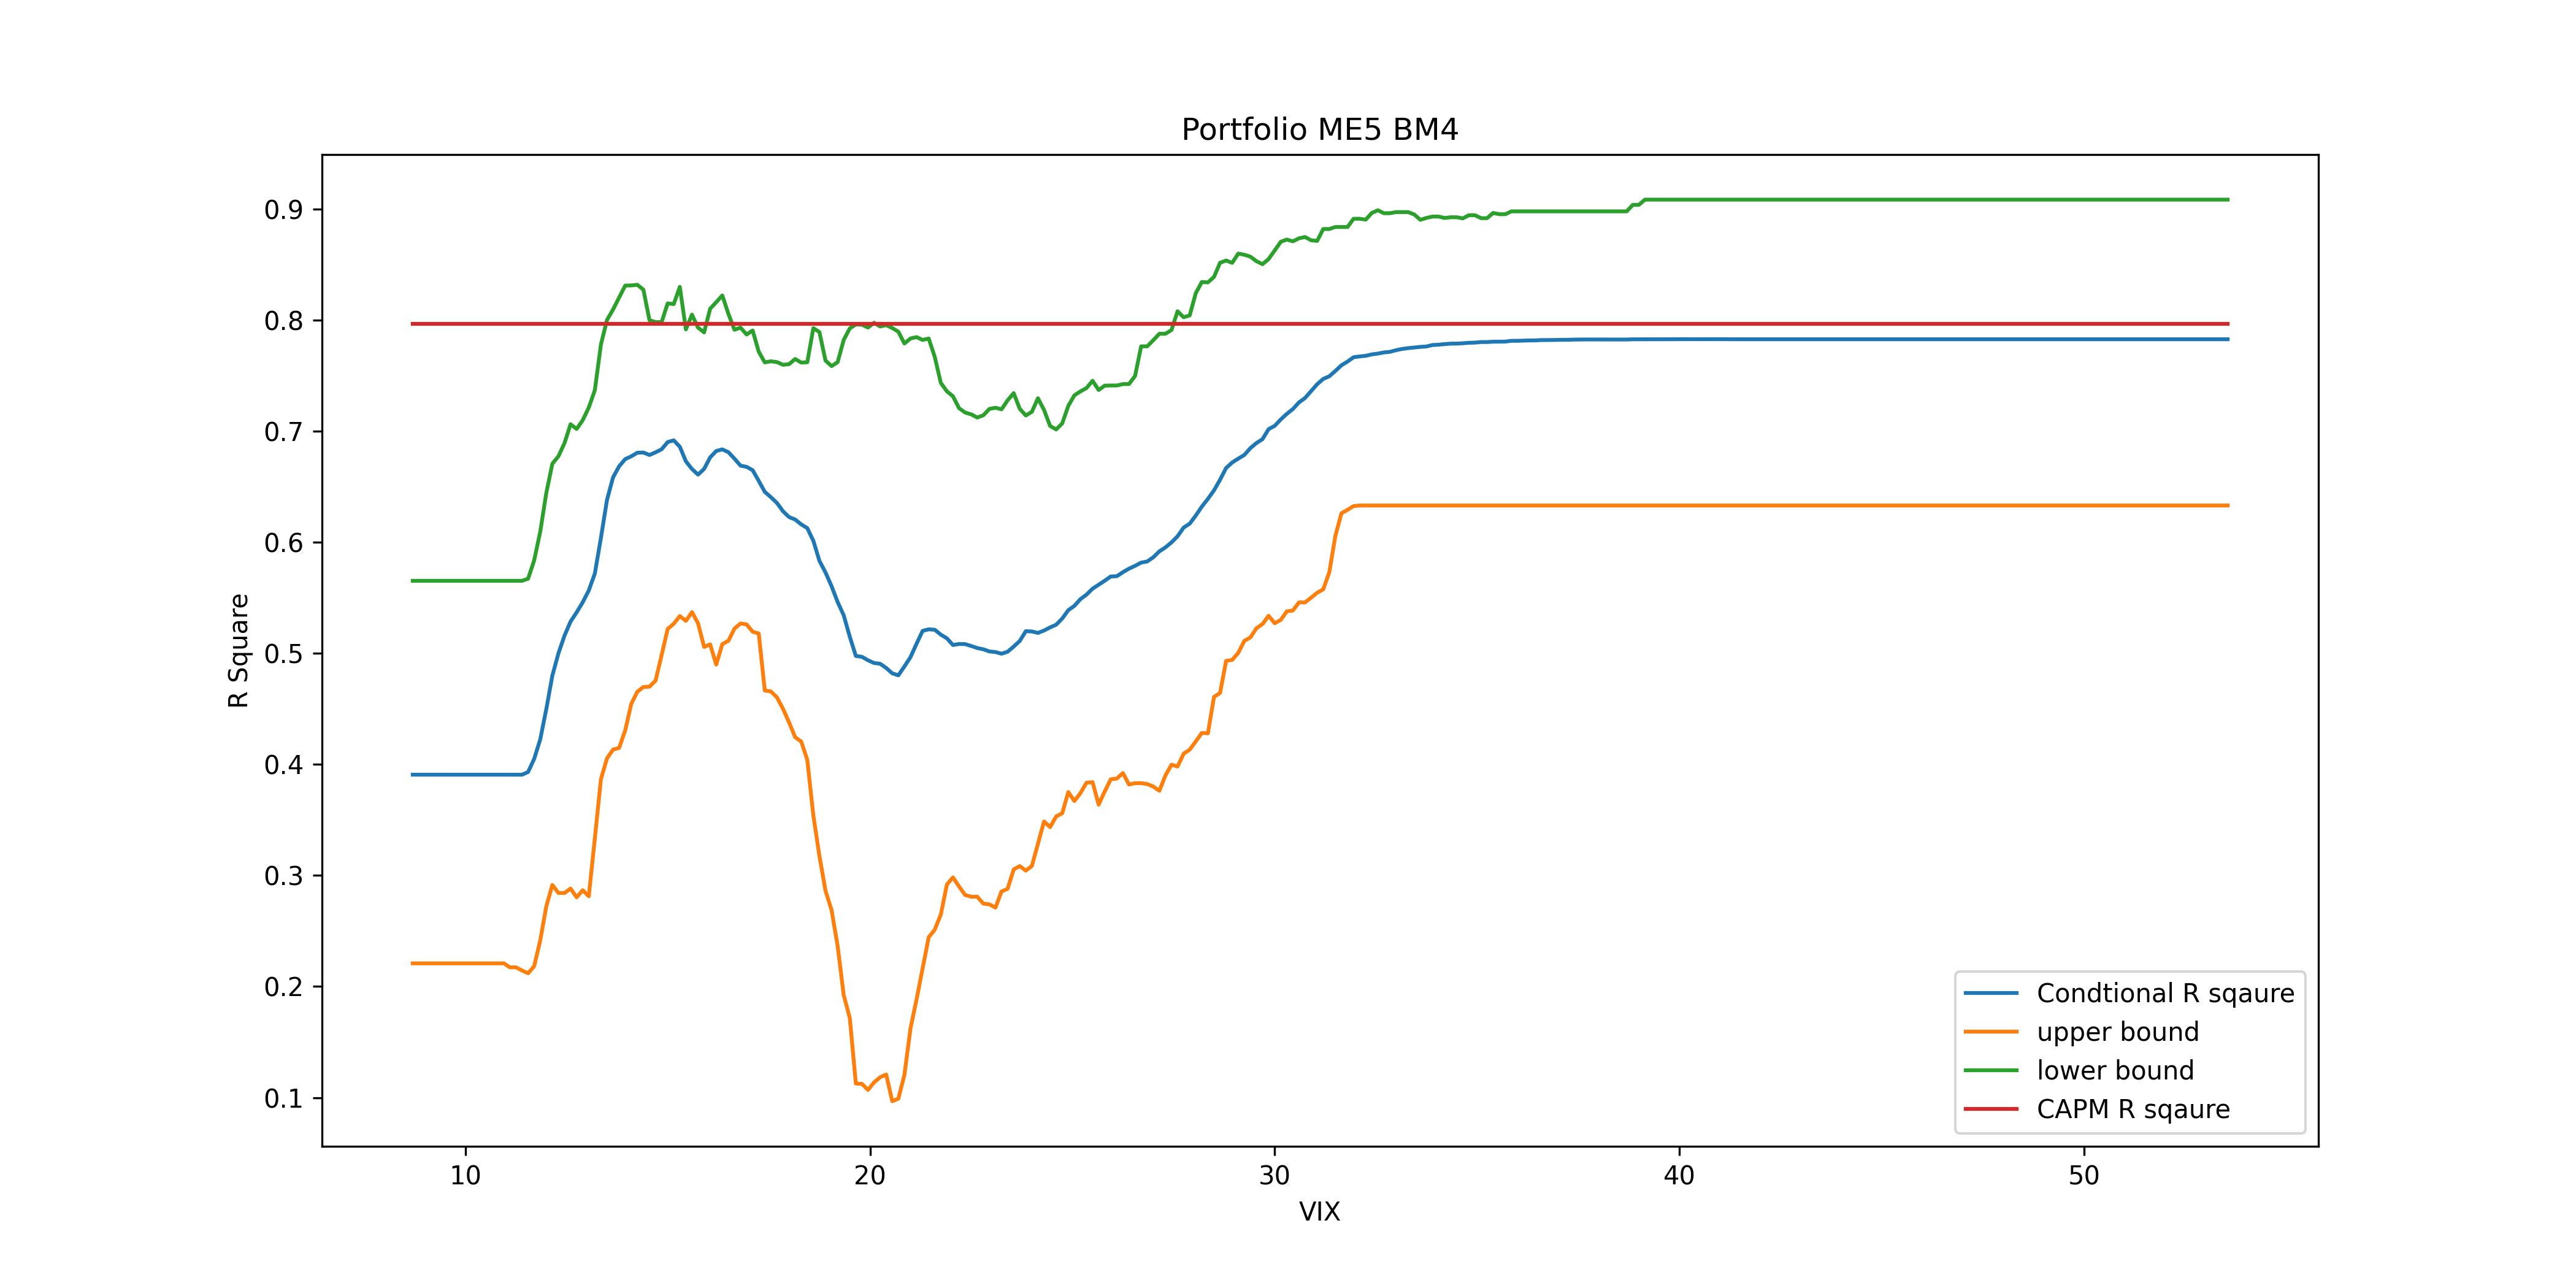 Portfolio ME5 BM4
0.9
0.8
0.7
0.6
0.5
0.4
0.3
0.2
0.1
R Square
10
20
30
40
50
VIX
Condtional R sqaure
upper bound
lower bound
CAPM R sqaure